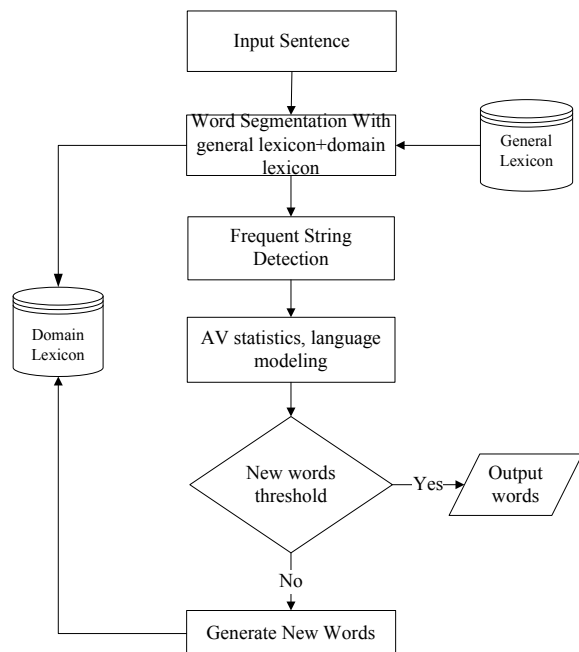 Input Sentence
Word Segmentation With
general lexicon+domain
lexicon
General
Lexicon
Frequent String
Detection
Domain
Lexicon
AV statistics, language
modeling
New words
threshold
Yes
Output
words
No
Generate New Words